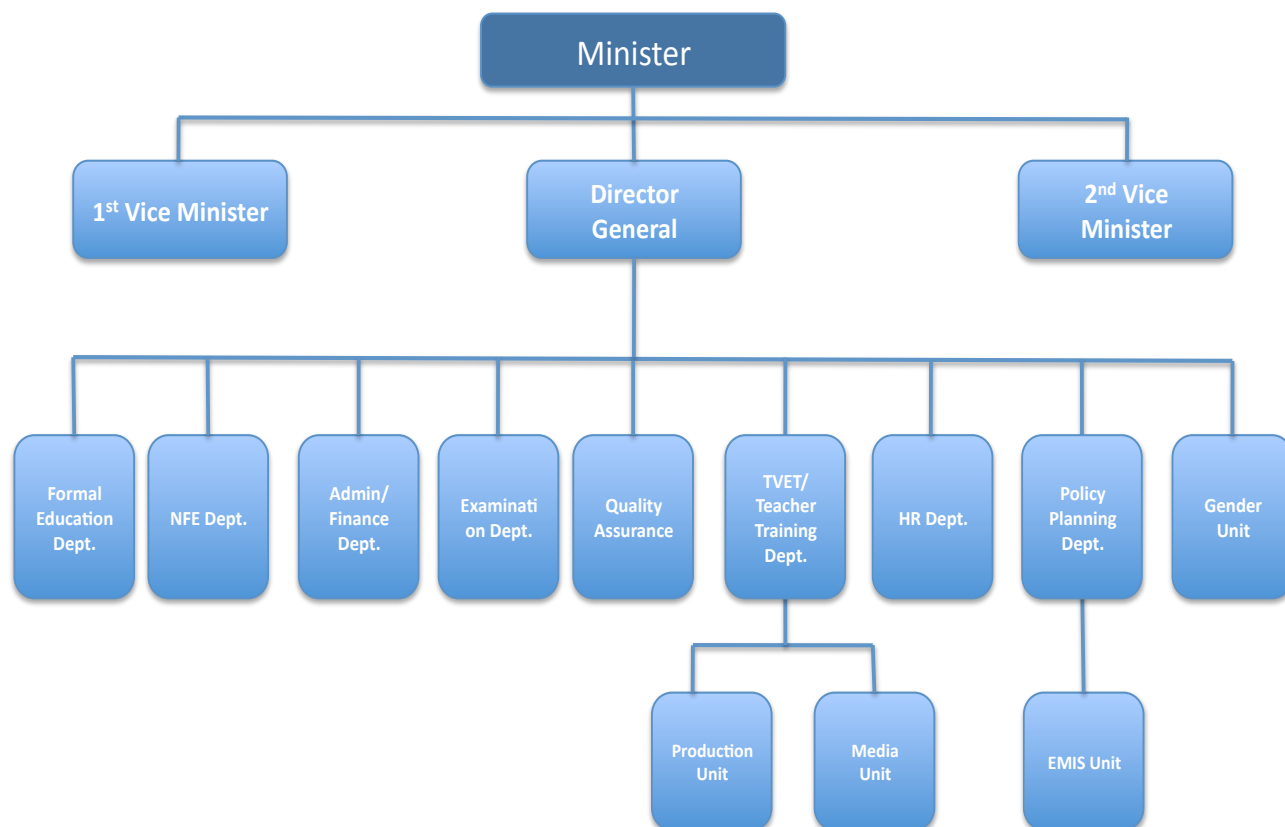 Minister
1st Vice Minister
Director
General
2nd Vice
Minister
Formal
Education
Dept.
NFE Dept.
Admin/
Finance
Dept.
Examinati
on Dept.
Quality
Assurance
TVET/
Teacher
Training
Dept.
HR Dept.
Policy
Planning
Dept.
Gender
Unit
Production
Unit
Media
Unit
EMIS Unit